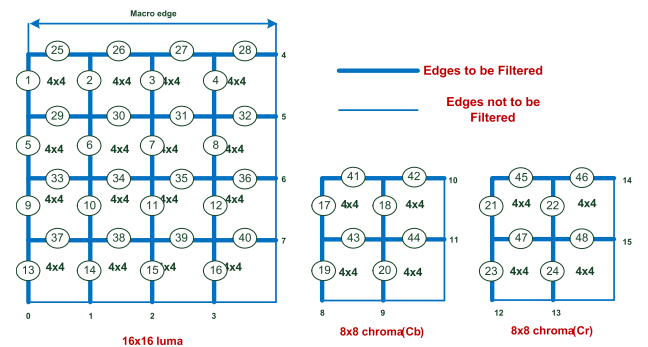 Macro edge
25 26 27 28 4
1 4x4 2 4x4 3 4x4 4 4x4
29 30 31 32 5
5 4x4 6 4x4 7 4x4 8 4x4
33 34 35 36 6
9 4x4 10 4x4 11 4x4 12 4x4
37 38 39 40 7
13 4x4 14 4x4 15 4x4 16 4x4
0 1 2 3
16x16 luma
Edges to be Filtered
Edges not to be
Filtered
41 42 10
17 4x4 18 4x4
43 44 11
19 4x4 20 4x4
8 9
8x8 chroma(Cb)
45 46 14
21 4x4 22 4x4
47 48 15
23 4x4 24 4x4
12 13
8x8 chroma(Cr)